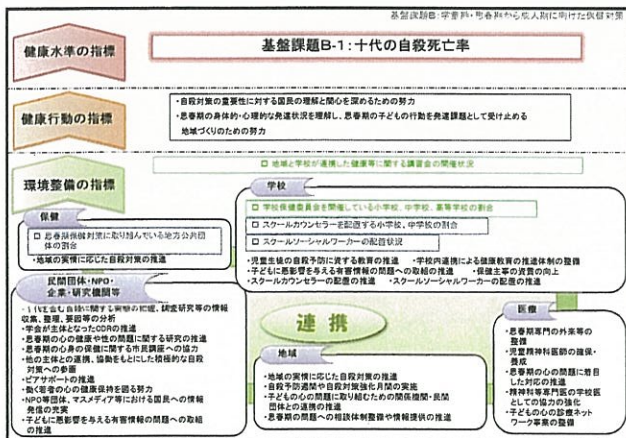 基盤課題B:学童期・思春期から成人期に向けた保健対策
健康水準の指標
基盤課題B-1:十代の自殺死亡率
健康行動の指標
・自殺対策の重要性に対する国民の理解と関心を深めるための努力
・思春期の身体的・心理的な発達状況を理解し、思春期の子どもの行動を発達課題として受け止める
地域づくりのための努力
環境整備の指標
□ 地域と学校が連携した健康等に関する講習会の開催状況
学校
□ 学校保健委員会を開催している小学校、中学校、高等学校の割合
□ スクールカウンセラーを配置する小学校、中学校の割合
□ スクールソーシャルワーカーの配置状況
・児童生徒の自殺予防に資する教育の推進 ・学校内連携による健康教育の推進体制の整備
・子どもに悪影響を与える有害情報の問題への取組の推進 ・保健主事の資質の向上
・スクールカウンセラーの配置の推進 ・スクールソーシャルワーカーの配置の推進
保健
□ 思春期保健対策に取り組んでいる地方公共団体の割合
・地域の実情に応じた自殺対策の推進
民間団体・NPO・
企業・研究機関等
・十代を含む自殺に関する実態の把握、調査研究等の情報
収集、整理、要因等の分析
・学会が主体となったCDRの推進
・思春期の心の健康や性の問題に関する研究の推進
・思春期の心身の保健に関する市民講座への協力
・他の主体との連携、協働をもとにした積極的な自殺
対策への参画
・ピアサポートの推進
・働く若者の心の健康保持を図る努力
・NPO等団体、マスメディア等における国民への情報
発信の充実
・子どもに悪影響を与える有害情報の問題への取組
の推進
連携
地域
・地域の実情に応じた自殺対策の推進
・自殺予防週間や自殺対策強化月間の実施
・子どもの心の問題に取り組むための関係機関・民間
団体との連携の推進
・思春期の問題への相談体制整備や情報提供の推進
医療
・思春期専門の外来等の
整備
・児童精神科医師の確保・
養成
・思春期の心の問題に着目
した対応の推進
・精神科等専門医の学校医
としての協力の強化
・子どもの心の診療ネット
ワーク事業の整備